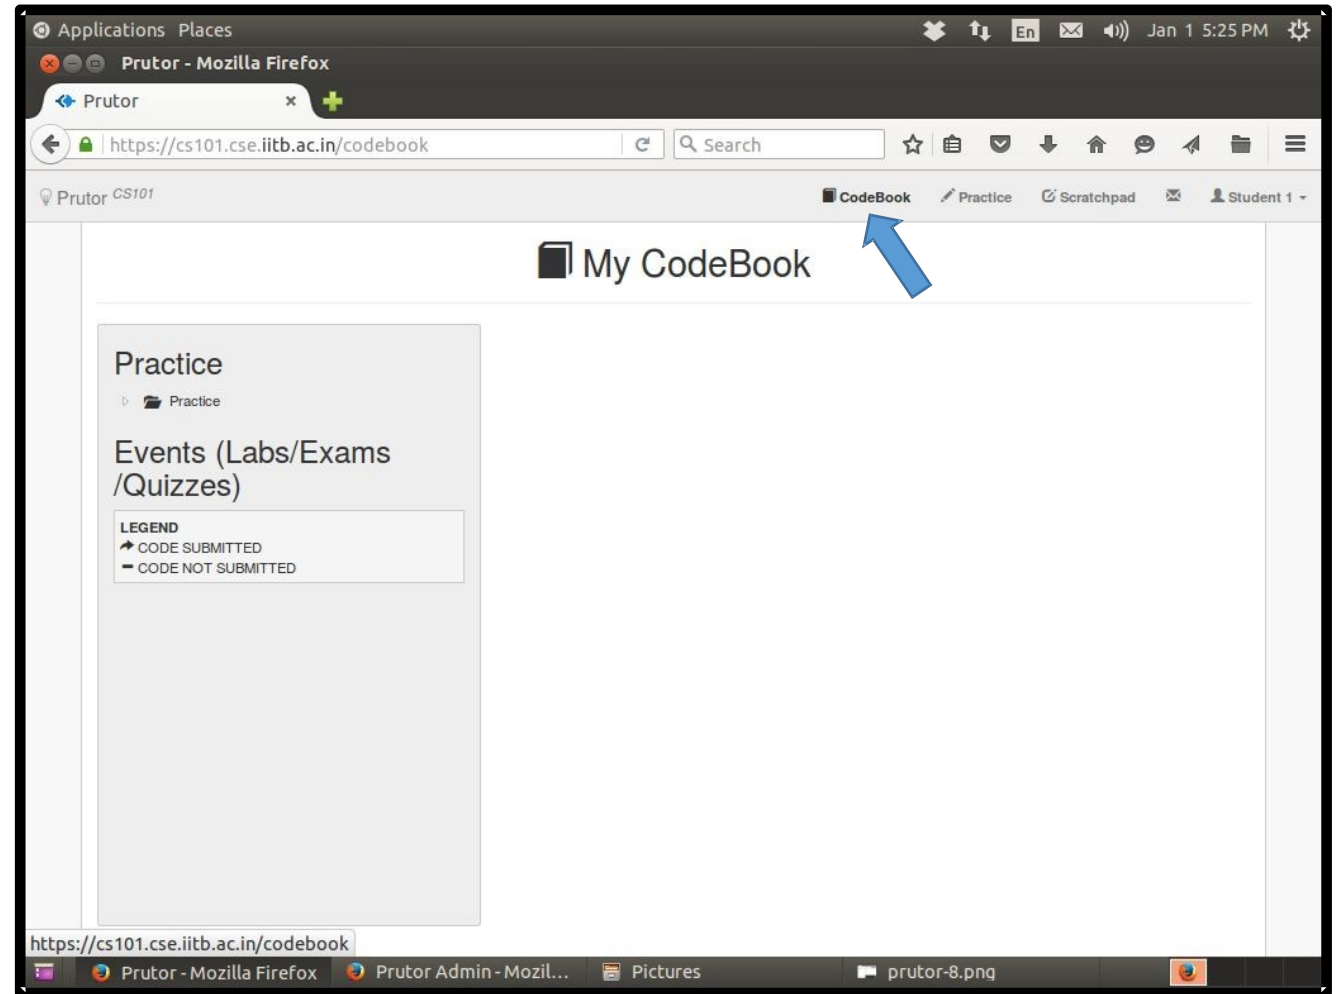 Applications Places En Jan 1 5:25 PM
Prutor - Mozilla Firefox
Prutor
https://cs101.cse.iitb.ac.in/codebook Search
Prutor CS101 CodeBook Practice Scratchpad Student 1
My CodeBook
Practice
Practice
Events (Labs/Exams
/Quizzes)
LEGEND
CODE SUBMITTED
CODE NOT SUBMITTED
https://cs101.cse.iitb.ac.in/codebook
Prutor - Mozilla Firefox Prutor Admin - Mozil... Pictures prutor-8.png